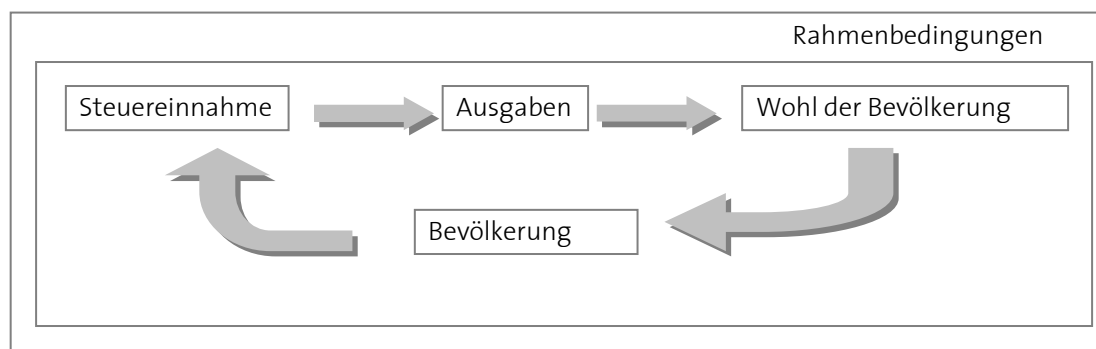 Rahmenbedingungen
Steuereinnahme
Ausgaben
Wohl der Bevölkerung
Bevölkerung